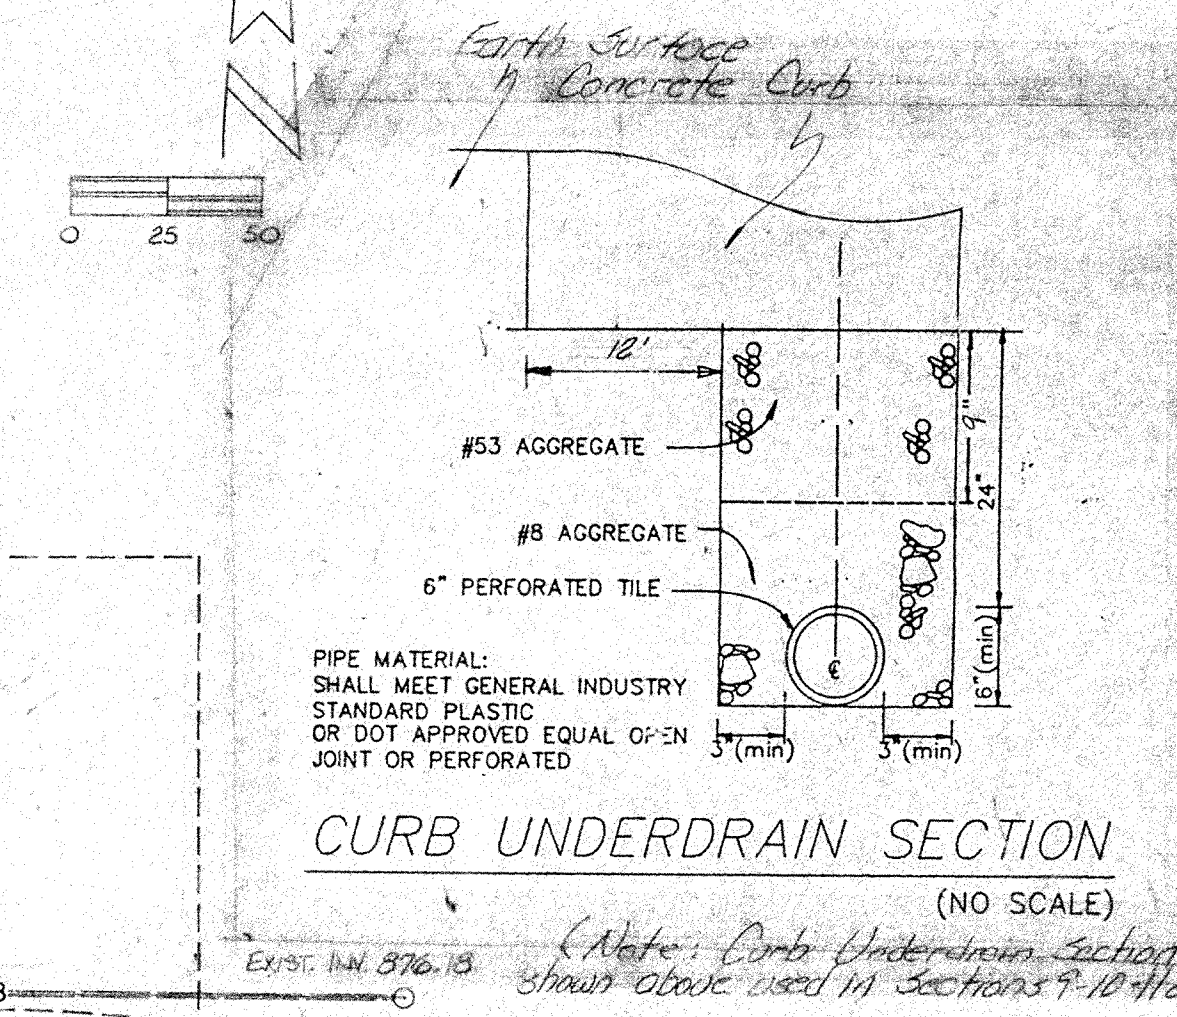 Earth Surface
Concrete Curb
0 25 50
12'
9"
#53 AGGREGATE
24"
#8 AGGREGATE
6" PERFORATED TILE
6"(min)
PIPE MATERIAL:
SHALL MEET GENERAL INDUSTRY
STANDARD PLASTIC
OR DOT APPROVED EQUAL OPEN
JOINT OR PERFORATED
3"(min) 3"(min)
CURB UNDERDRAIN SECTION
(NO SCALE)
(Note: Curb Underdrain Section
shown above used in Sections 9-10
EXIST. INV. 876.18